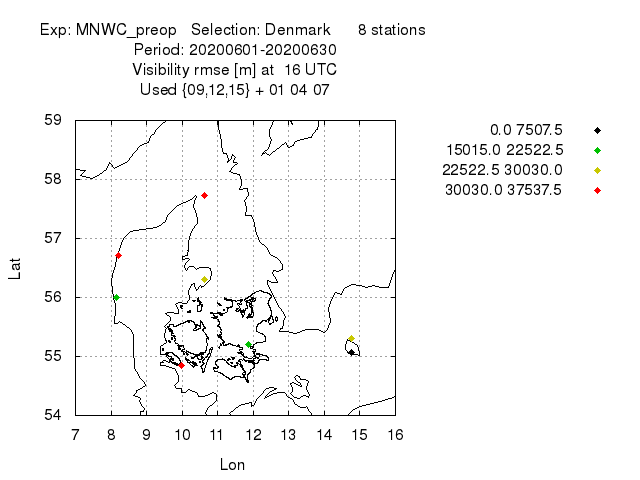 Exp: MNWC_preop Selection: Denmark 8 stations
Period: 20200601-20200630
Visibility rmse [m] at 16 UTC
Used {09,12,15} + 01 04 07
0.0 7507.5
15015.0 22522.5
22522.5 30030.0
30030.0 37537.5
59
58
57
56
55
54
Lat
7 8 9 10 11 12 13 14 15 16
Lon